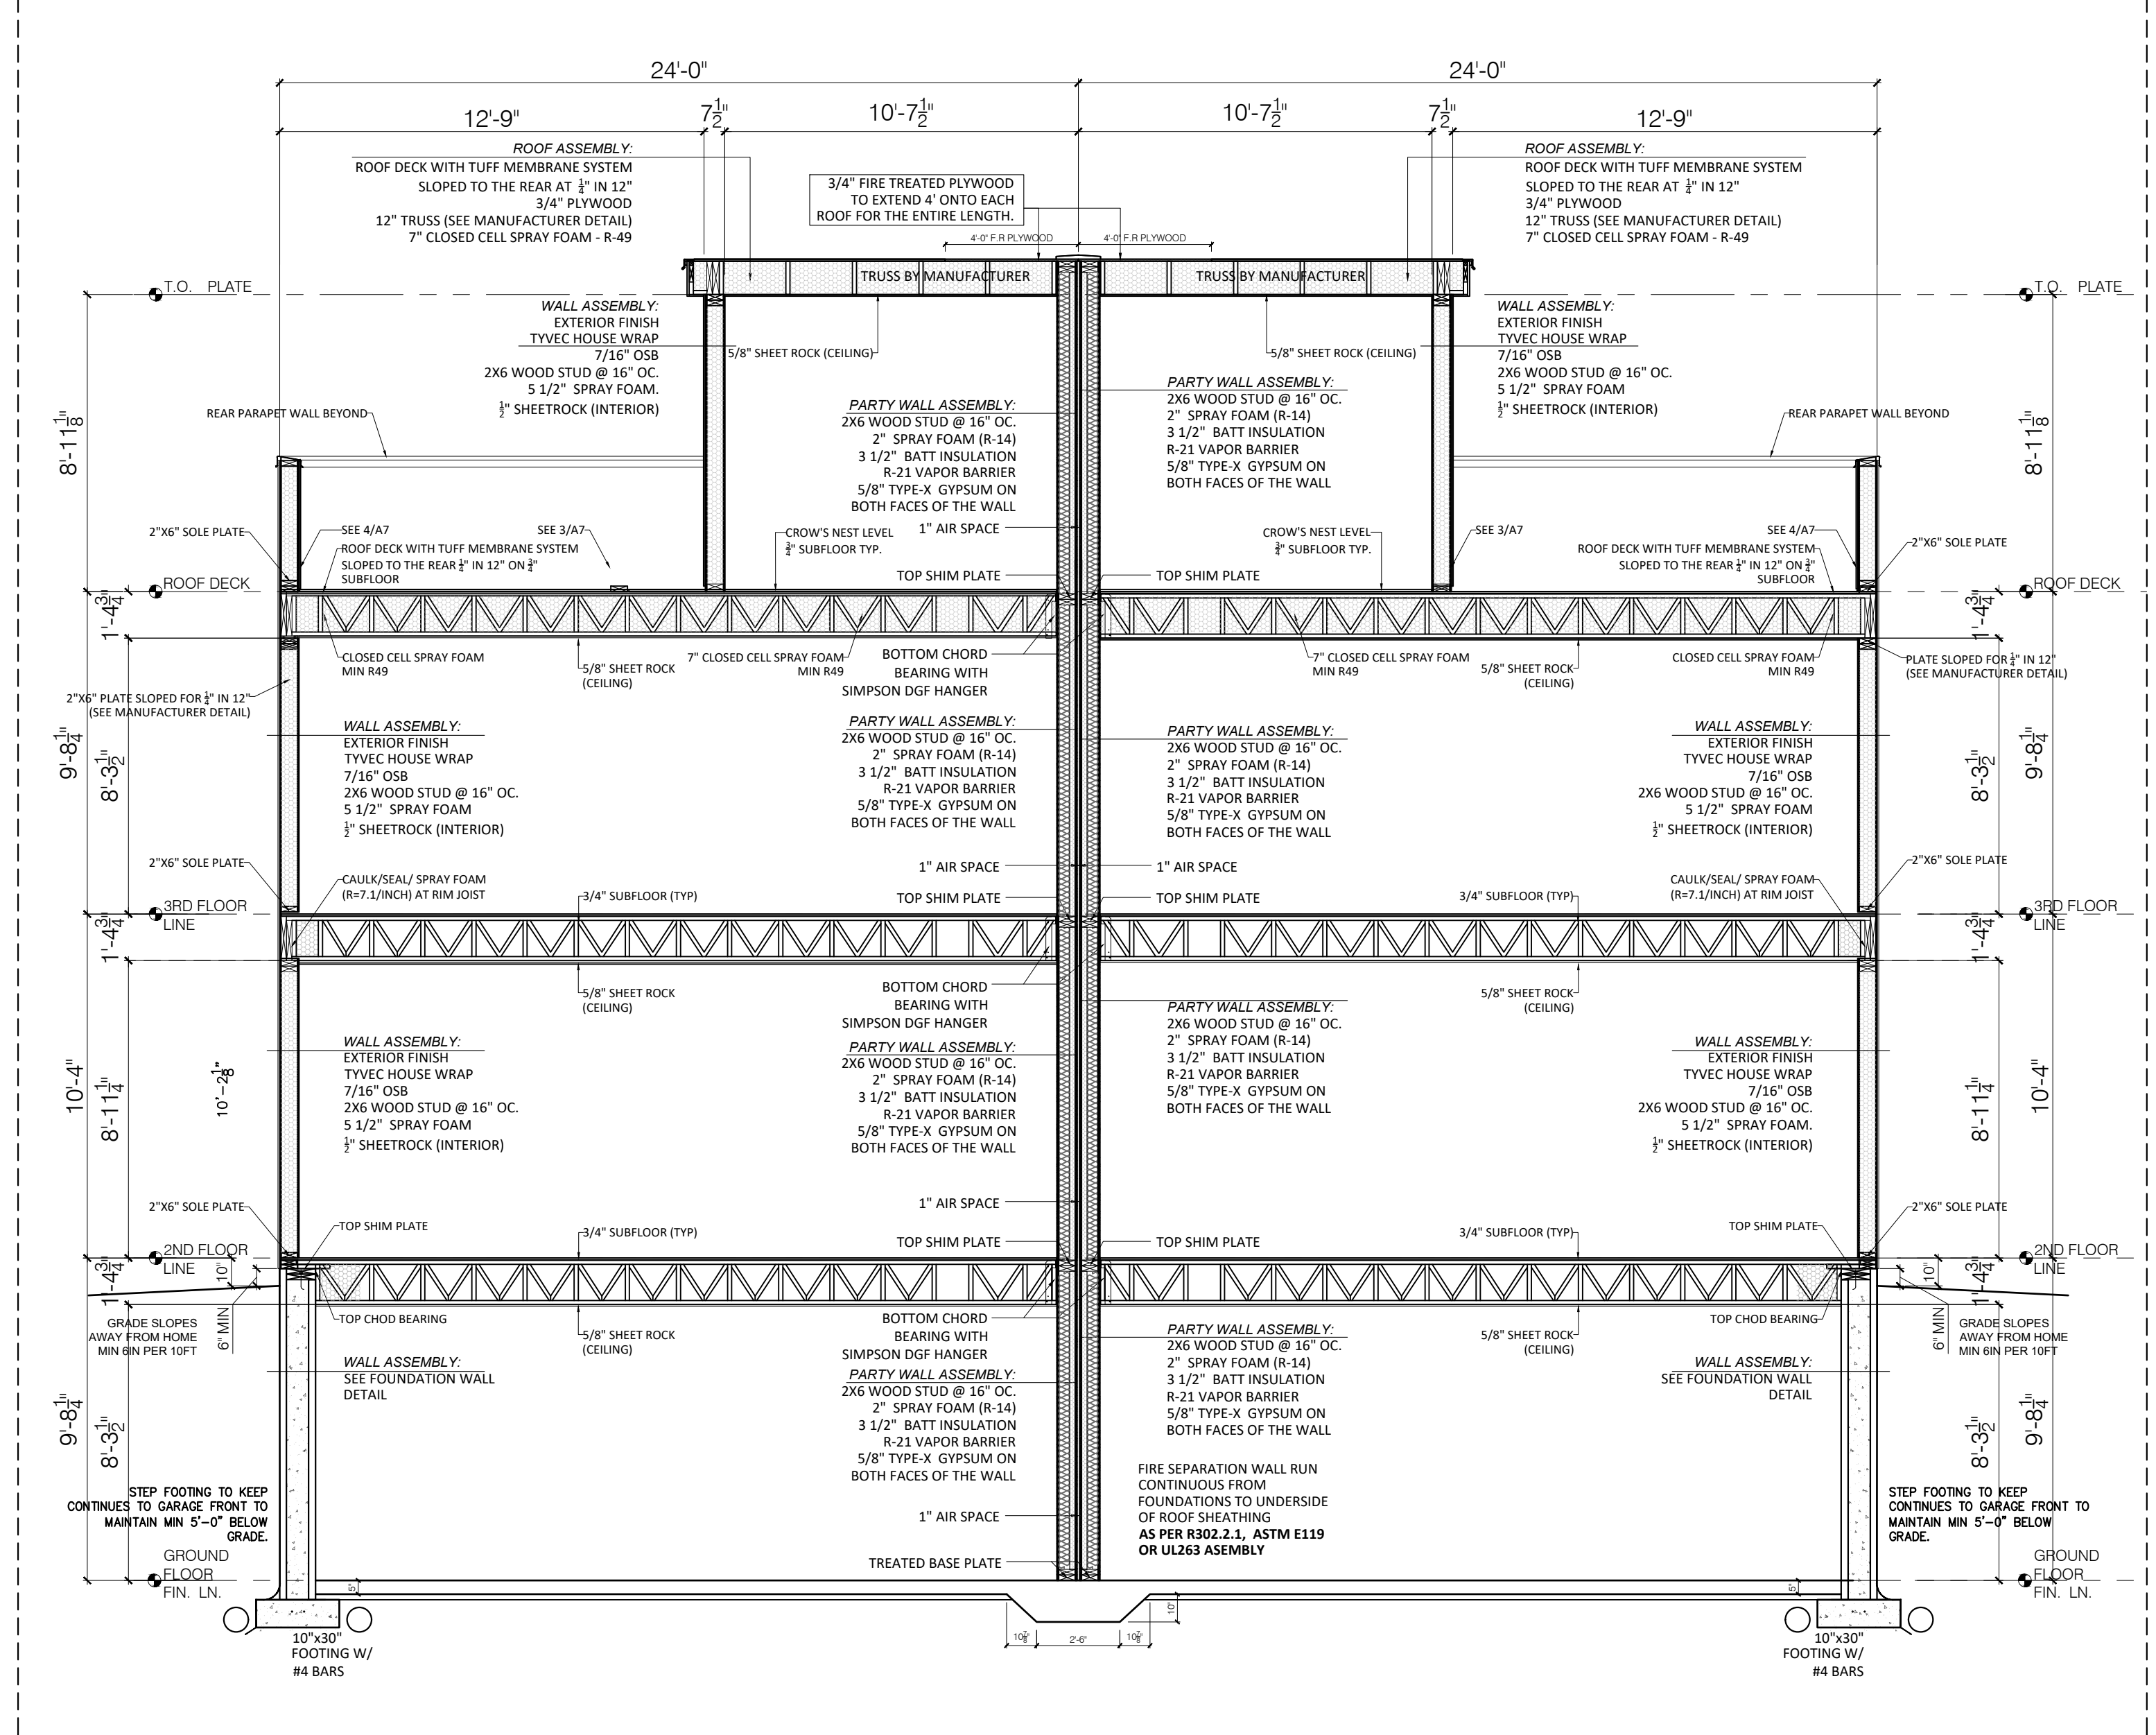 24'-0"
24'-0"
12'-9"
7 1/2"
10'-7 1/2"
10'-7 1/2"
7 1/2"
12'-9"
ROOF ASSEMBLY:
ROOF DECK WITH TUFF MEMBRANE SYSTEM
SLOPED TO THE REAR AT 1/4" IN 12"
3/4" PLYWOOD
12" TRUSS (SEE MANUFACTURER DETAIL)
7" CLOSED CELL SPRAY FOAM - R-49
3/4" FIRE TREATED PLYWOOD
TO EXTEND 4' ONTO EACH
ROOF FOR THE ENTIRE LENGTH.
ROOF ASSEMBLY:
ROOF DECK WITH TUFF MEMBRANE SYSTEM
SLOPED TO THE REAR AT 1/4" IN 12"
3/4" PLYWOOD
12" TRUSS (SEE MANUFACTURER DETAIL)
7" CLOSED CELL SPRAY FOAM - R-49
4'-0" F.R PLYWOOD
4'-0" F.R PLYWOOD
TRUSS BY MANUFACTURER
TRUSS BY MANUFACTURER
T.O. PLATE
T.O. PLATE
WALL ASSEMBLY:
EXTERIOR FINISH
TYVEC HOUSE WRAP
7/16" OSB
2X6 WOOD STUD @ 16" OC.
5 1/2" SPRAY FOAM.
1/2" SHEETROCK (INTERIOR)
5/8" SHEET ROCK (CEILING)
5/8" SHEET ROCK (CEILING)
WALL ASSEMBLY:
EXTERIOR FINISH
TYVEC HOUSE WRAP
7/16" OSB
2X6 WOOD STUD @ 16" OC.
5 1/2" SPRAY FOAM
1/2" SHEETROCK (INTERIOR)
PARTY WALL ASSEMBLY:
2X6 WOOD STUD @ 16" OC.
2" SPRAY FOAM (R-14)
3 1/2" BATT INSULATION
R-21 VAPOR BARRIER
5/8" TYPE-X GYPSUM ON
BOTH FACES OF THE WALL
PARTY WALL ASSEMBLY:
2X6 WOOD STUD @ 16" OC.
2" SPRAY FOAM (R-14)
3 1/2" BATT INSULATION
R-21 VAPOR BARRIER
5/8" TYPE-X GYPSUM ON
BOTH FACES OF THE WALL
REAR PARAPET WALL BEYOND
REAR PARAPET WALL BEYOND
8'-11 1/8"
8'-11 1/8"
2"X6" SOLE PLATE
SEE 4/A7
SEE 3/A7
1" AIR SPACE
CROW'S NEST LEVEL
3/4" SUBFLOOR TYP.
CROW'S NEST LEVEL
3/4" SUBFLOOR TYP.
SEE 3/A7
SEE 4/A7
2"X6" SOLE PLATE
ROOF DECK WITH TUFF MEMBRANE SYSTEM
SLOPED TO THE REAR 1/4" IN 12" ON 3/4"
SUBFLOOR
ROOF DECK WITH TUFF MEMBRANE SYSTEM
SLOPED TO THE REAR 1/4" IN 12" ON 3/4"
SUBFLOOR
TOP SHIM PLATE
TOP SHIM PLATE
ROOF DECK
ROOF DECK
1'-4 3/4"
1'-4 3/4"
CLOSED CELL SPRAY FOAM
MIN R49
5/8" SHEET ROCK
(CEILING)
7" CLOSED CELL SPRAY FOAM
MIN R49
BOTTOM CHORD
BEARING WITH
SIMPSON DGF HANGER
7" CLOSED CELL SPRAY FOAM
MIN R49
5/8" SHEET ROCK
(CEILING)
CLOSED CELL SPRAY FOAM
MIN R49
PLATE SLOPED FOR 1/4" IN 12"
(SEE MANUFACTURER DETAIL)
2"X6" PLATE SLOPED FOR 1/4" IN 12"
(SEE MANUFACTURER DETAIL)
9'-8 1/4"
8'-3 1/2"
WALL ASSEMBLY:
EXTERIOR FINISH
TYVEC HOUSE WRAP
7/16" OSB
2X6 WOOD STUD @ 16" OC.
5 1/2" SPRAY FOAM
1/2" SHEETROCK (INTERIOR)
PARTY WALL ASSEMBLY:
2X6 WOOD STUD @ 16" OC.
2" SPRAY FOAM (R-14)
3 1/2" BATT INSULATION
R-21 VAPOR BARRIER
5/8" TYPE-X GYPSUM ON
BOTH FACES OF THE WALL
PARTY WALL ASSEMBLY:
2X6 WOOD STUD @ 16" OC.
2" SPRAY FOAM (R-14)
3 1/2" BATT INSULATION
R-21 VAPOR BARRIER
5/8" TYPE-X GYPSUM ON
BOTH FACES OF THE WALL
WALL ASSEMBLY:
EXTERIOR FINISH
TYVEC HOUSE WRAP
7/16" OSB
2X6 WOOD STUD @ 16" OC.
5 1/2" SPRAY FOAM
1/2" SHEETROCK (INTERIOR)
8'-3 1/2"
9'-8 1/4"
2"X6" SOLE PLATE
1" AIR SPACE
1" AIR SPACE
2"X6" SOLE PLATE
CAULK/SEAL/ SPRAY FOAM
(R=7.1/INCH) AT RIM JOIST
3/4" SUBFLOOR (TYP)
TOP SHIM PLATE
TOP SHIM PLATE
3/4" SUBFLOOR (TYP)
CAULK/SEAL/ SPRAY FOAM
(R=7.1/INCH) AT RIM JOIST
3RD FLOOR
LINE
3RD FLOOR
LINE
1'-4 3/4"
1'-4 3/4"
5/8" SHEET ROCK
(CEILING)
BOTTOM CHORD
BEARING WITH
SIMPSON DGF HANGER
5/8" SHEET ROCK
(CEILING)
10'-4"
8'-11 1/4"
10'-2 1/8"
WALL ASSEMBLY:
EXTERIOR FINISH
TYVEC HOUSE WRAP
7/16" OSB
2X6 WOOD STUD @ 16" OC.
5 1/2" SPRAY FOAM
1/2" SHEETROCK (INTERIOR)
PARTY WALL ASSEMBLY:
2X6 WOOD STUD @ 16" OC.
2" SPRAY FOAM (R-14)
3 1/2" BATT INSULATION
R-21 VAPOR BARRIER
5/8" TYPE-X GYPSUM ON
BOTH FACES OF THE WALL
PARTY WALL ASSEMBLY:
2X6 WOOD STUD @ 16" OC.
2" SPRAY FOAM (R-14)
3 1/2" BATT INSULATION
R-21 VAPOR BARRIER
5/8" TYPE-X GYPSUM ON
BOTH FACES OF THE WALL
WALL ASSEMBLY:
EXTERIOR FINISH
TYVEC HOUSE WRAP
7/16" OSB
2X6 WOOD STUD @ 16" OC.
5 1/2" SPRAY FOAM.
1/2" SHEETROCK (INTERIOR)
8'-11 1/4"
10'-4"
2"X6" SOLE PLATE
1" AIR SPACE
2"X6" SOLE PLATE
TOP SHIM PLATE
3/4" SUBFLOOR (TYP)
TOP SHIM PLATE
TOP SHIM PLATE
3/4" SUBFLOOR (TYP)
TOP SHIM PLATE
2ND FLOOR
LINE
2ND FLOOR
LINE
1'-4 3/4"
10"
10"
1'-4 3/4"
GRADE SLOPES
AWAY FROM HOME
MIN 6IN PER 10FT
6" MIN
TOP CHOD BEARING
5/8" SHEET ROCK
(CEILING)
BOTTOM CHORD
BEARING WITH
SIMPSON DGF HANGER
5/8" SHEET ROCK
(CEILING)
TOP CHOD BEARING
6" MIN
GRADE SLOPES
AWAY FROM HOME
MIN 6IN PER 10FT
WALL ASSEMBLY:
SEE FOUNDATION WALL
DETAIL
PARTY WALL ASSEMBLY:
2X6 WOOD STUD @ 16" OC.
2" SPRAY FOAM (R-14)
3 1/2" BATT INSULATION
R-21 VAPOR BARRIER
5/8" TYPE-X GYPSUM ON
BOTH FACES OF THE WALL
PARTY WALL ASSEMBLY:
2X6 WOOD STUD @ 16" OC.
2" SPRAY FOAM (R-14)
3 1/2" BATT INSULATION
R-21 VAPOR BARRIER
5/8" TYPE-X GYPSUM ON
BOTH FACES OF THE WALL
WALL ASSEMBLY:
SEE FOUNDATION WALL
DETAIL
9'-8 1/4"
8'-3 1/2"
8'-3 1/2"
9'-8 1/4"
FIRE SEPARATION WALL RUN
CONTINUOUS FROM
FOUNDATIONS TO UNDERSIDE
OF ROOF SHEATHING
AS PER R302.2.1, ASTM E119
OR UL263 ASEMBLY
STEP FOOTING TO KEEP
CONTINUES TO GARAGE FRONT TO
MAINTAIN MIN 5'-0" BELOW
GRADE.
1" AIR SPACE
STEP FOOTING TO KEEP
CONTINUES TO GARAGE FRONT TO
MAINTAIN MIN 5'-0" BELOW
GRADE.
GROUND
FLOOR
FIN. LN.
TREATED BASE PLATE
GROUND
FLOOR
FIN. LN.
5"
5"
10"
10 7/8"
2'-6"
10 7/8"
10"x30"
FOOTING W/
#4 BARS
10"x30"
FOOTING W/
#4 BARS